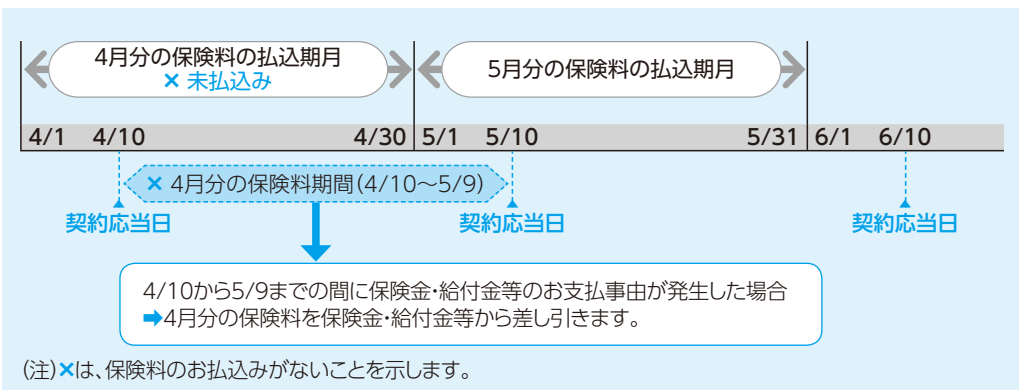 4月分の保険料の払込期月
× 未払込み
5月分の保険料の払込期月
4/1 4/10 4/30 5/1 5/10 5/31 6/1 6/10
× 4月分の保険料期間(4/10～5/9)
契約応当日 契約応当日 契約応当日
4/10から5/9までの間に保険金・給付金等のお支払事由が発生した場合
➡4月分の保険料を保険金・給付金等から差し引きます。
(注)×は、保険料のお払込みがないことを示します。